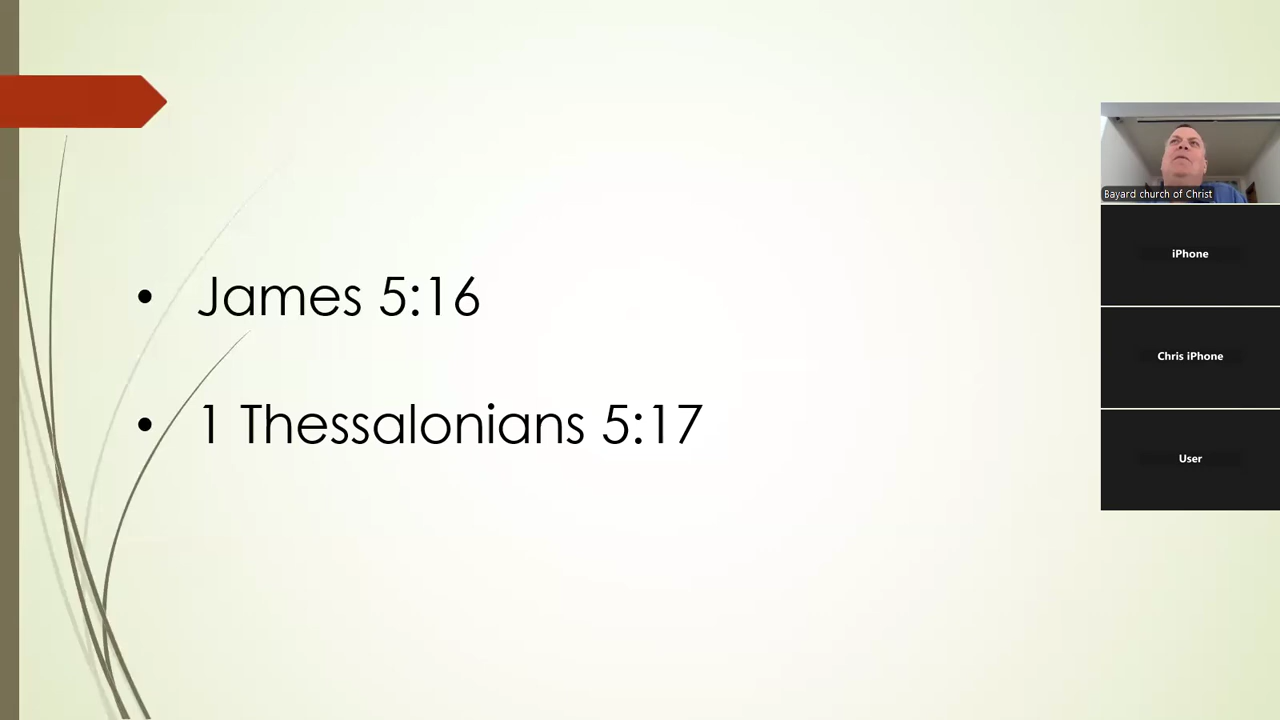 • James 5:16
• 1 Thessalonians 5:17
Bayard church of Christ
iPhone
Chris iPhone
User